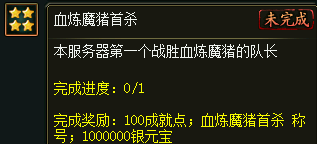 血炼魔猪首杀 未完成
本服务器第一个战胜血炼魔猪的队长
完成进度：0/1
完成奖励：100成就点；血炼魔猪首杀 称
号；1000000银元宝